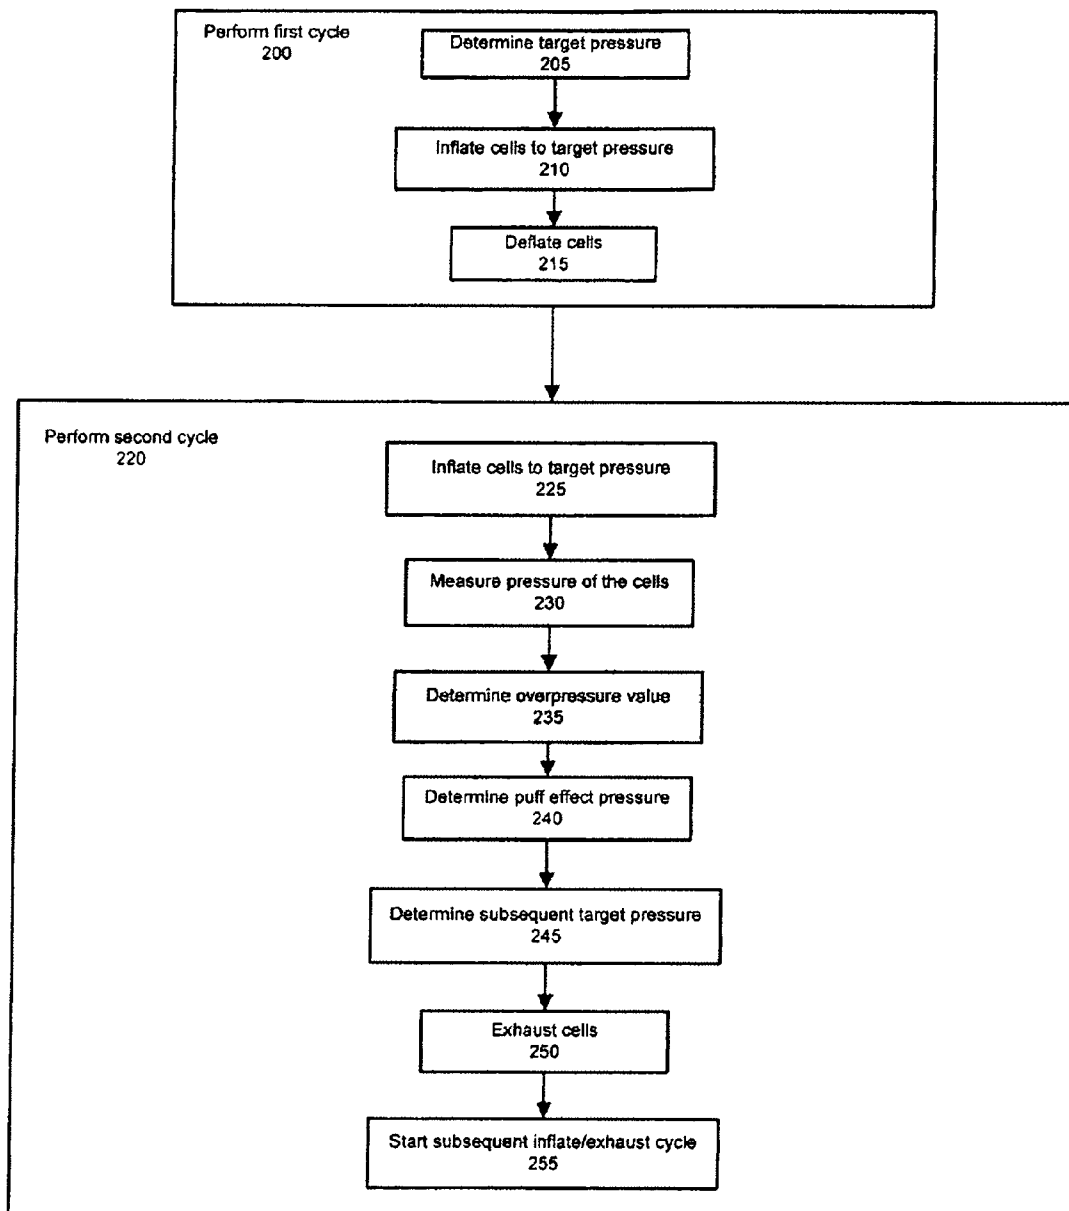 Perform first cycle
200
Determine target pressure
205
Inflate cells to target pressure
210
Deflate cells
215
Perform second cycle
220
Inflate cells to target pressure
225
Measure pressure of the cells
230
Determine overpressure value
235
Determine puff effect pressure
240
Determine subsequent target pressure
245
Exhaust cells
250
Start subsequent inflate/exhaust cycle
255